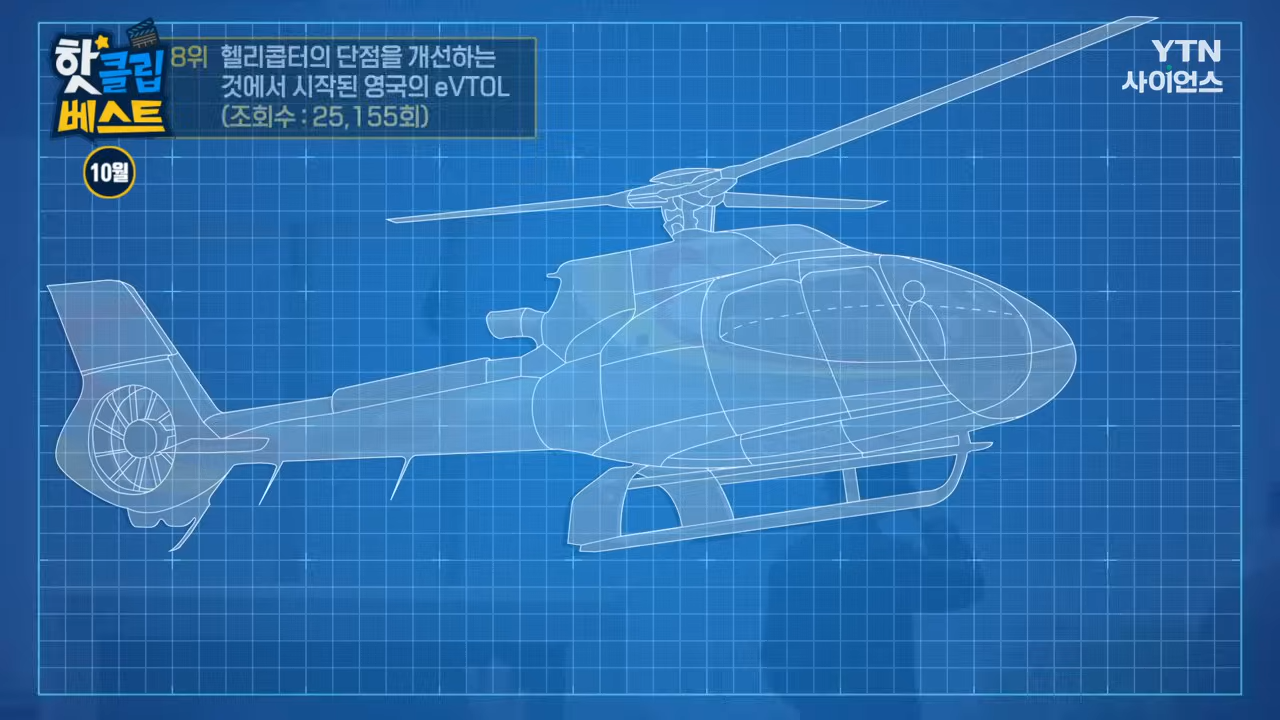 핫클립
베스트
10월
8위 헬리콥터의 단점을 개선하는
것에서 시작된 영국의 eVTOL
(조회수 : 25,155회)
YTN
사이언스